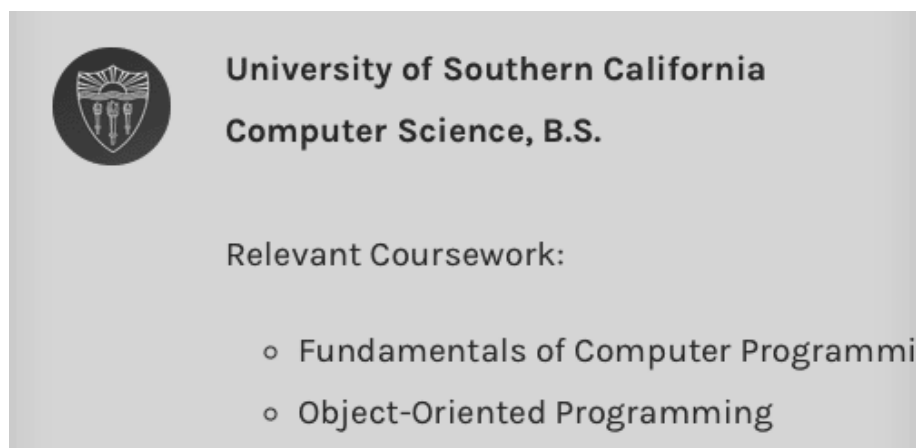 University of Southern California
Computer Science, B.S.
Relevant Coursework:
Fundamentals of Computer Programmi
Object-Oriented Programming